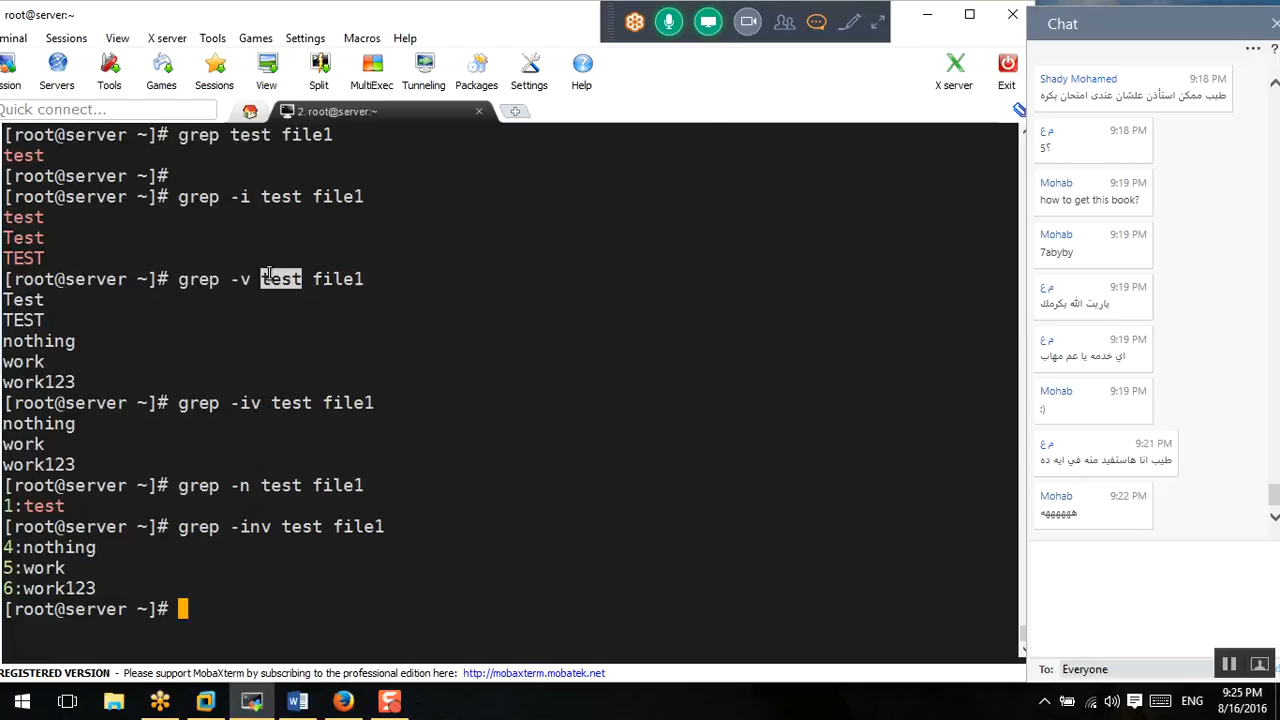 root@server:~
Chat
minal Sessions View X server Tools Games Settings Macros Help
ssion Servers Tools Games Sessions View Split MultiExec Tunneling Packages Settings Help X server Exit
Quick connect...
2. root@server:~
[root@server ~]# grep test file1
test
[root@server ~]#
[root@server ~]# grep -i test file1
test
Test
TEST
[root@server ~]# grep -v test file1
Test
TEST
nothing
work
work123
[root@server ~]# grep -iv test file1
nothing
work
work123
[root@server ~]# grep -n test file1
1:test
[root@server ~]# grep -inv test file1
4:nothing
5:work
6:work123
[root@server ~]#
Shady Mohamed 9:18 PM
طيب ممكن استأذن علشان عندى امتحان بكره
م ع 9:18 PM
5؟
Mohab 9:19 PM
how to get this book?
Mohab 9:19 PM
7abyby
م ع 9:19 PM
ياريت الله يكرمك
م ع 9:19 PM
اي خدمه يا عم مهاب
Mohab 9:19 PM
:)
م ع 9:21 PM
طيب انا هاستفيد منه في ايه ده
Mohab 9:22 PM
ههههههه
To: Everyone
REGISTERED VERSION - Please support MobaXterm by subscribing to the professional edition here: http://mobaxterm.mobatek.net
ENG
9:25 PM
8/16/2016